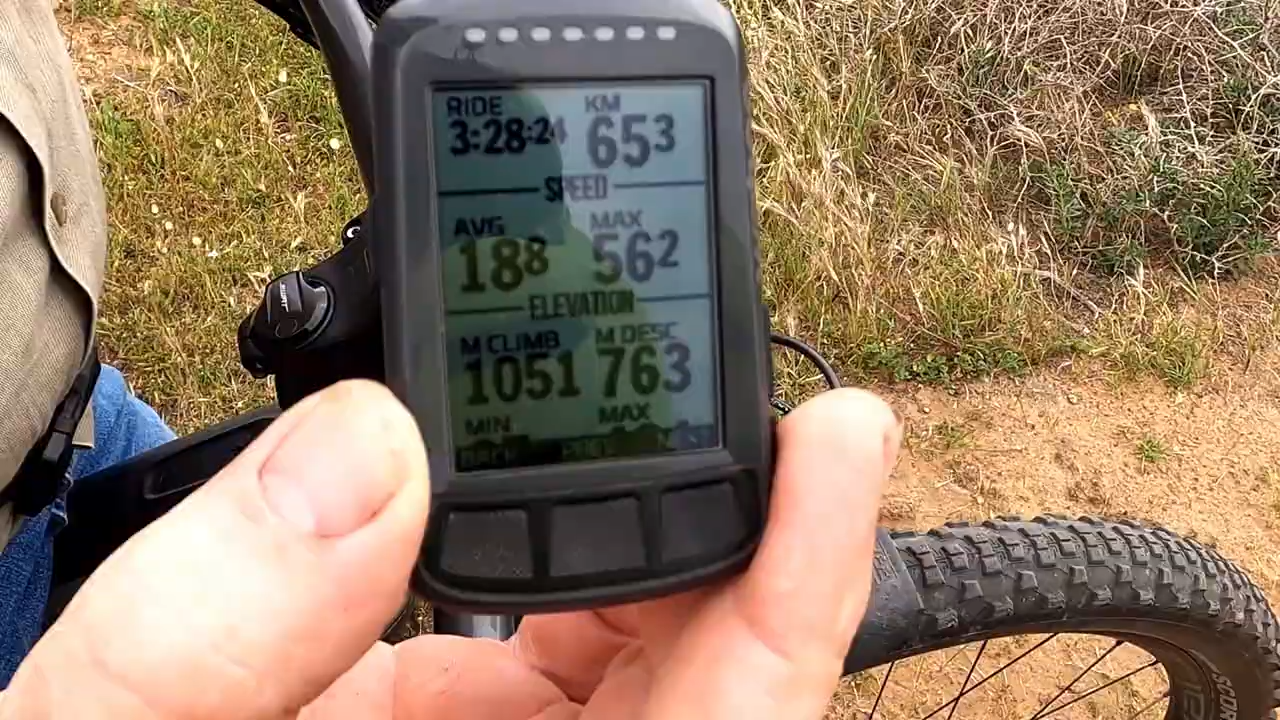 RIDE KM
3:28:24 653
SPEED
AVG MAX
188 562
ELEVATION
M CLIMB M DESC
1051 763
MIN MAX